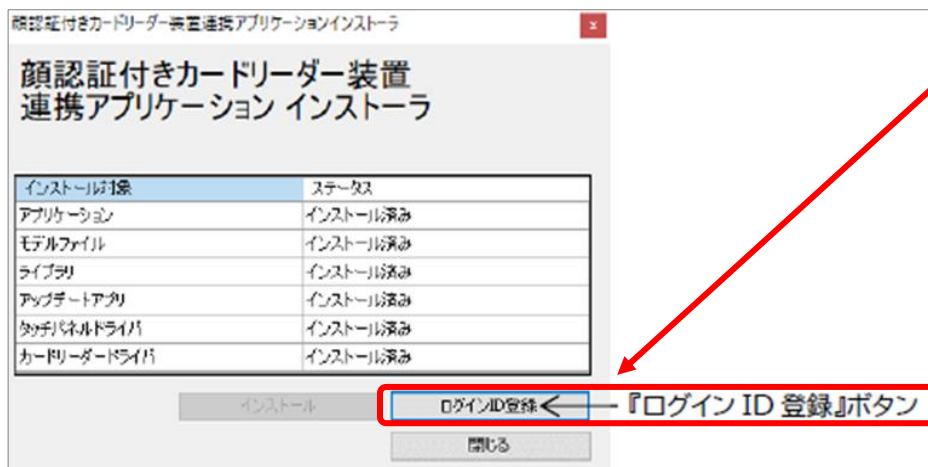 顔認証付きカードリーダー装置連携アプリケーションインストーラ
x
顔認証付きカードリーダー装置
連携アプリケーション インストーラ
インストール対象 ステータス
アプリケーション インストール済み
モデルファイル インストール済み
ライブラリ インストール済み
アップデートアプリ インストール済み
タッチパネルドライバ インストール済み
カードリーダードライバ インストール済み
インストール ログインID登録 『ログイン ID 登録』ボタン
閉じる